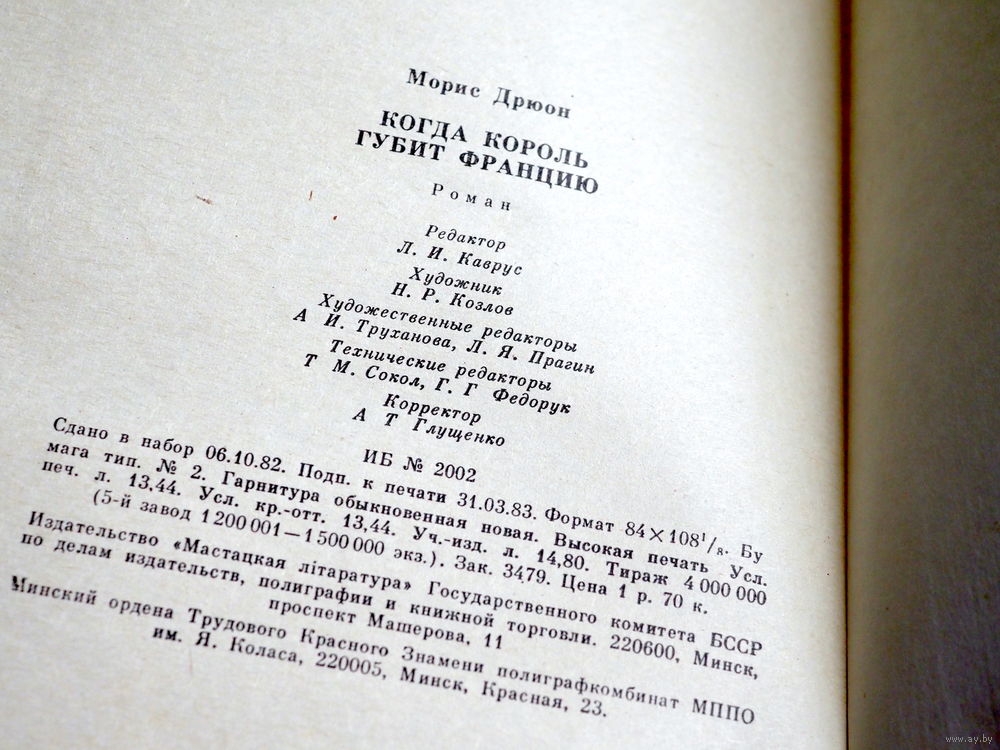 Морис Дрюон
КОГДА КОРОЛЬ
ГУБИТ ФРАНЦИЮ
Роман
Редактор
Л. И. Каврус
Художник
Н. Р. Козлов
Художественные редакторы
А И. Труханова, Л. Я. Прагин
Технические редакторы
Т М. Сокол, Г. Г Федорук
Корректор
А Т Глущенко
ИБ № 2002
Сдано в набор 06.10.82. Подп. к печати 31.03.83. Формат 84×108¹/₈. Бу
мага тип. № 2. Гарнитура обыкновенная новая. Высокая печать Усл.
печ. л. 13,44. Усл. кр.-отт. 13,44. Уч.-изд. л. 14,80. Тираж 4 000 000
(5-й завод 1 200 001—1 500 000 экз.). Зак. 3479. Цена 1 р. 70 к.
Издательство «Мастацкая літаратура» Государственного комитета БССР
по делам издательств, полиграфии и книжной торговли. 220600, Минск,
проспект Машерова, 11
Минский ордена Трудового Красного Знамени полиграфкомбинат МППО
им. Я. Коласа, 220005, Минск, Красная, 23.
www.ay.by